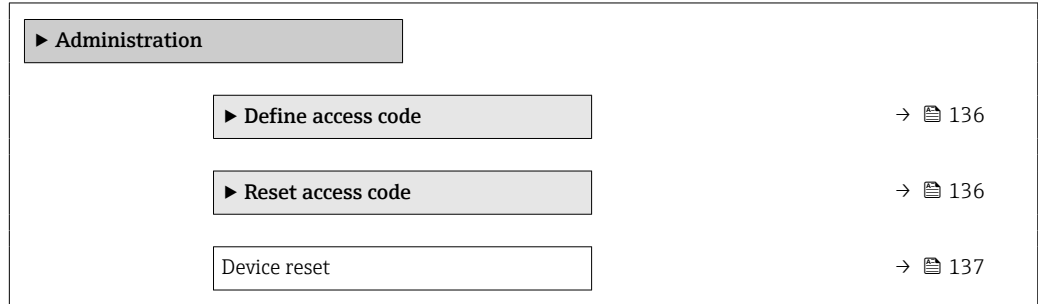 ▶ Administration
▶ Define access code → 136
▶ Reset access code → 136
Device reset → 137